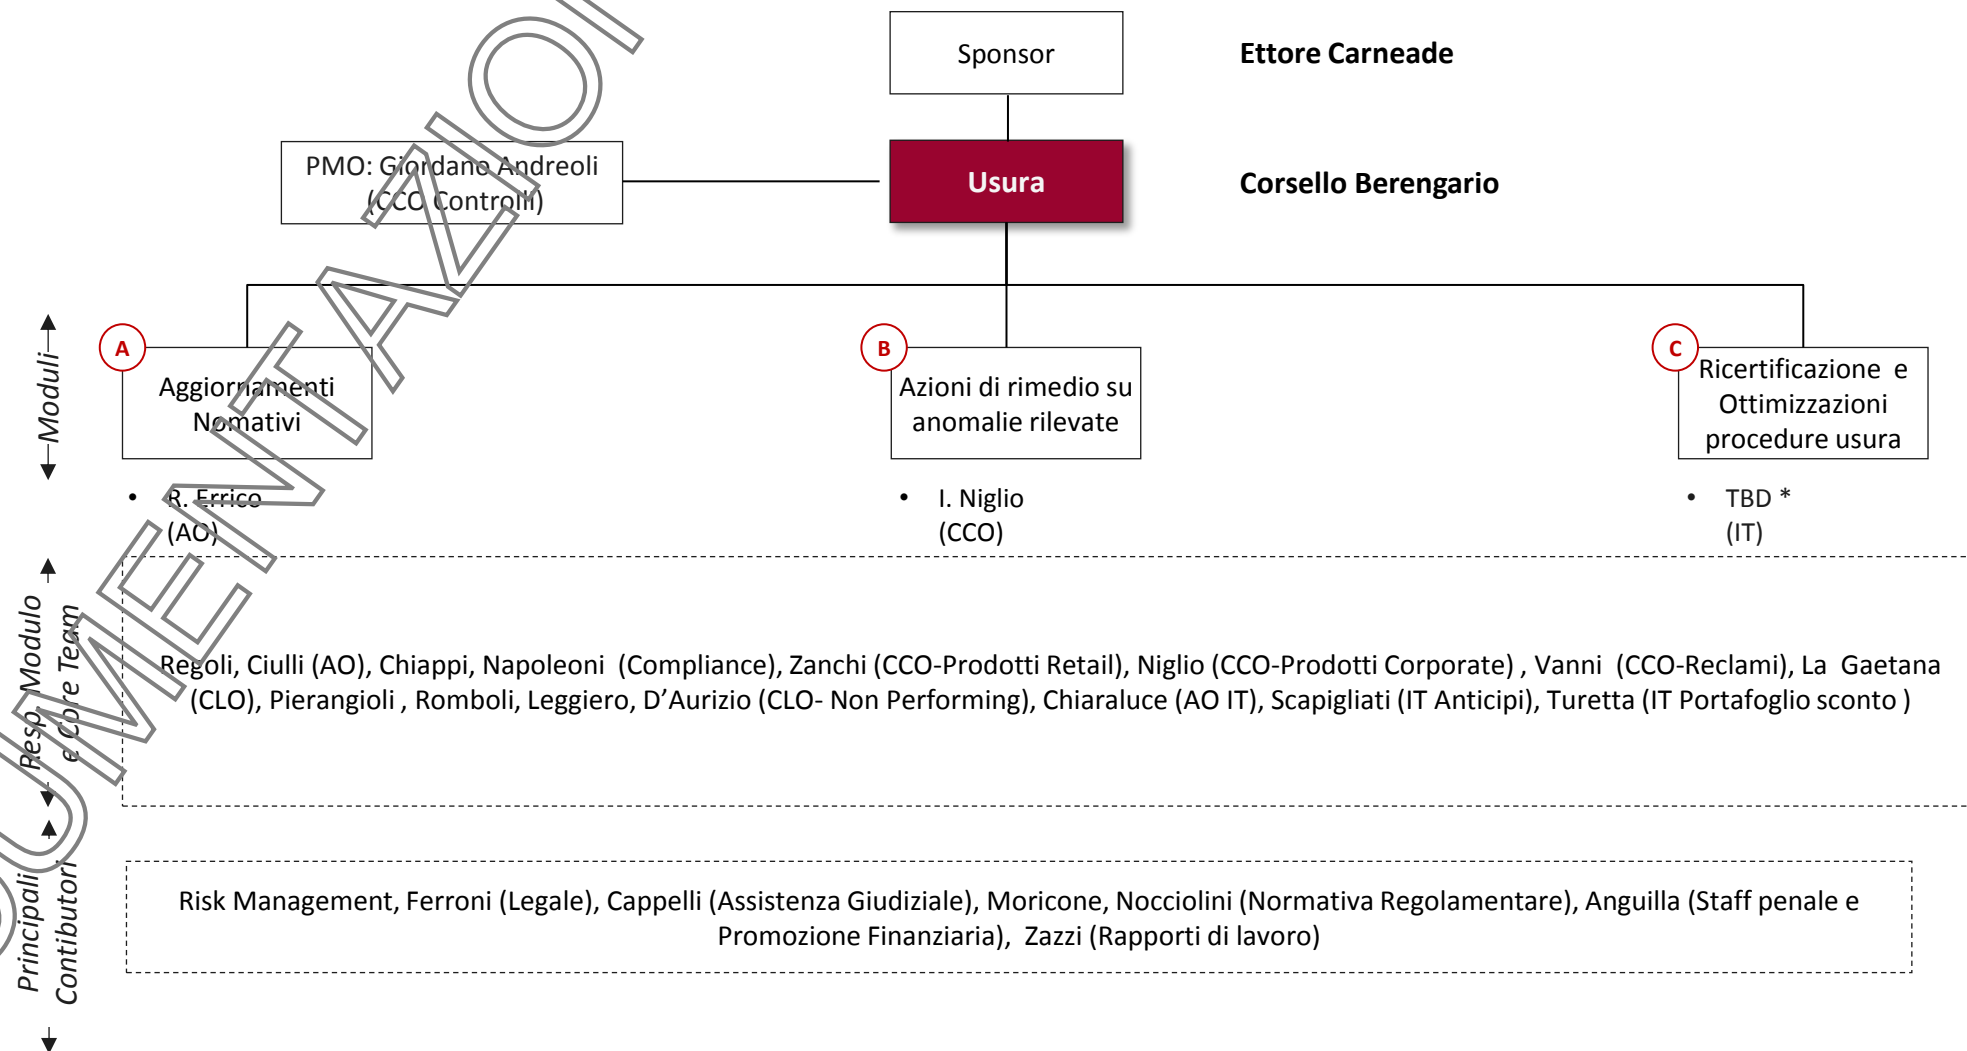 Sponsor
Ettore Carneade
PMO: Giordano Andreoli
(CCO Controlli)
Usura
Corsello Berengario
Moduli
A
Aggiornamenti
Nomativi
B
Azioni di rimedio su
anomalie rilevate
C
Ricertificazione e
Ottimizzazioni
procedure usura
• R. Errico
(AO)
• I. Niglio
(CCO)
• TBD *
(IT)
Resp. Modulo
e Core Team
Regoli, Ciulli (AO), Chiappi, Napoleoni (Compliance), Zanchi (CCO-Prodotti Retail), Niglio (CCO-Prodotti Corporate) , Vanni (CCO-Reclami), La Gaetana
(CLO), Pierangioli , Romboli, Leggiero, D’Aurizio (CLO- Non Performing), Chiaraluce (AO IT), Scapigliati (IT Anticipi), Turetta (IT Portafoglio sconto )
Principali
Contibutori
Risk Management, Ferroni (Legale), Cappelli (Assistenza Giudiziale), Moricone, Nocciolini (Normativa Regolamentare), Anguilla (Staff penale e
Promozione Finanziaria), Zazzi (Rapporti di lavoro)